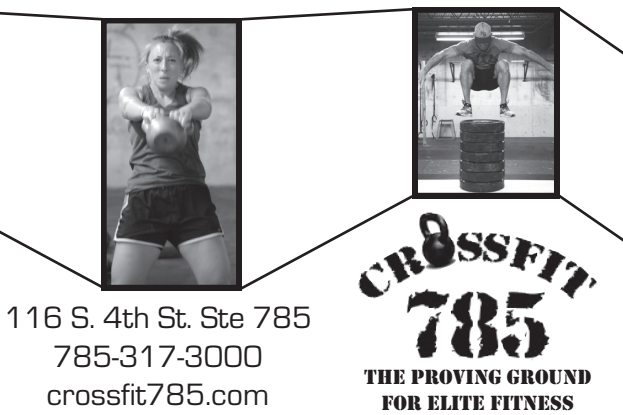 116 S. 4th St. Ste 785
785-317-3000
crossfit785.com
CROSSFIT
785
THE PROVING GROUND
FOR ELITE FITNESS